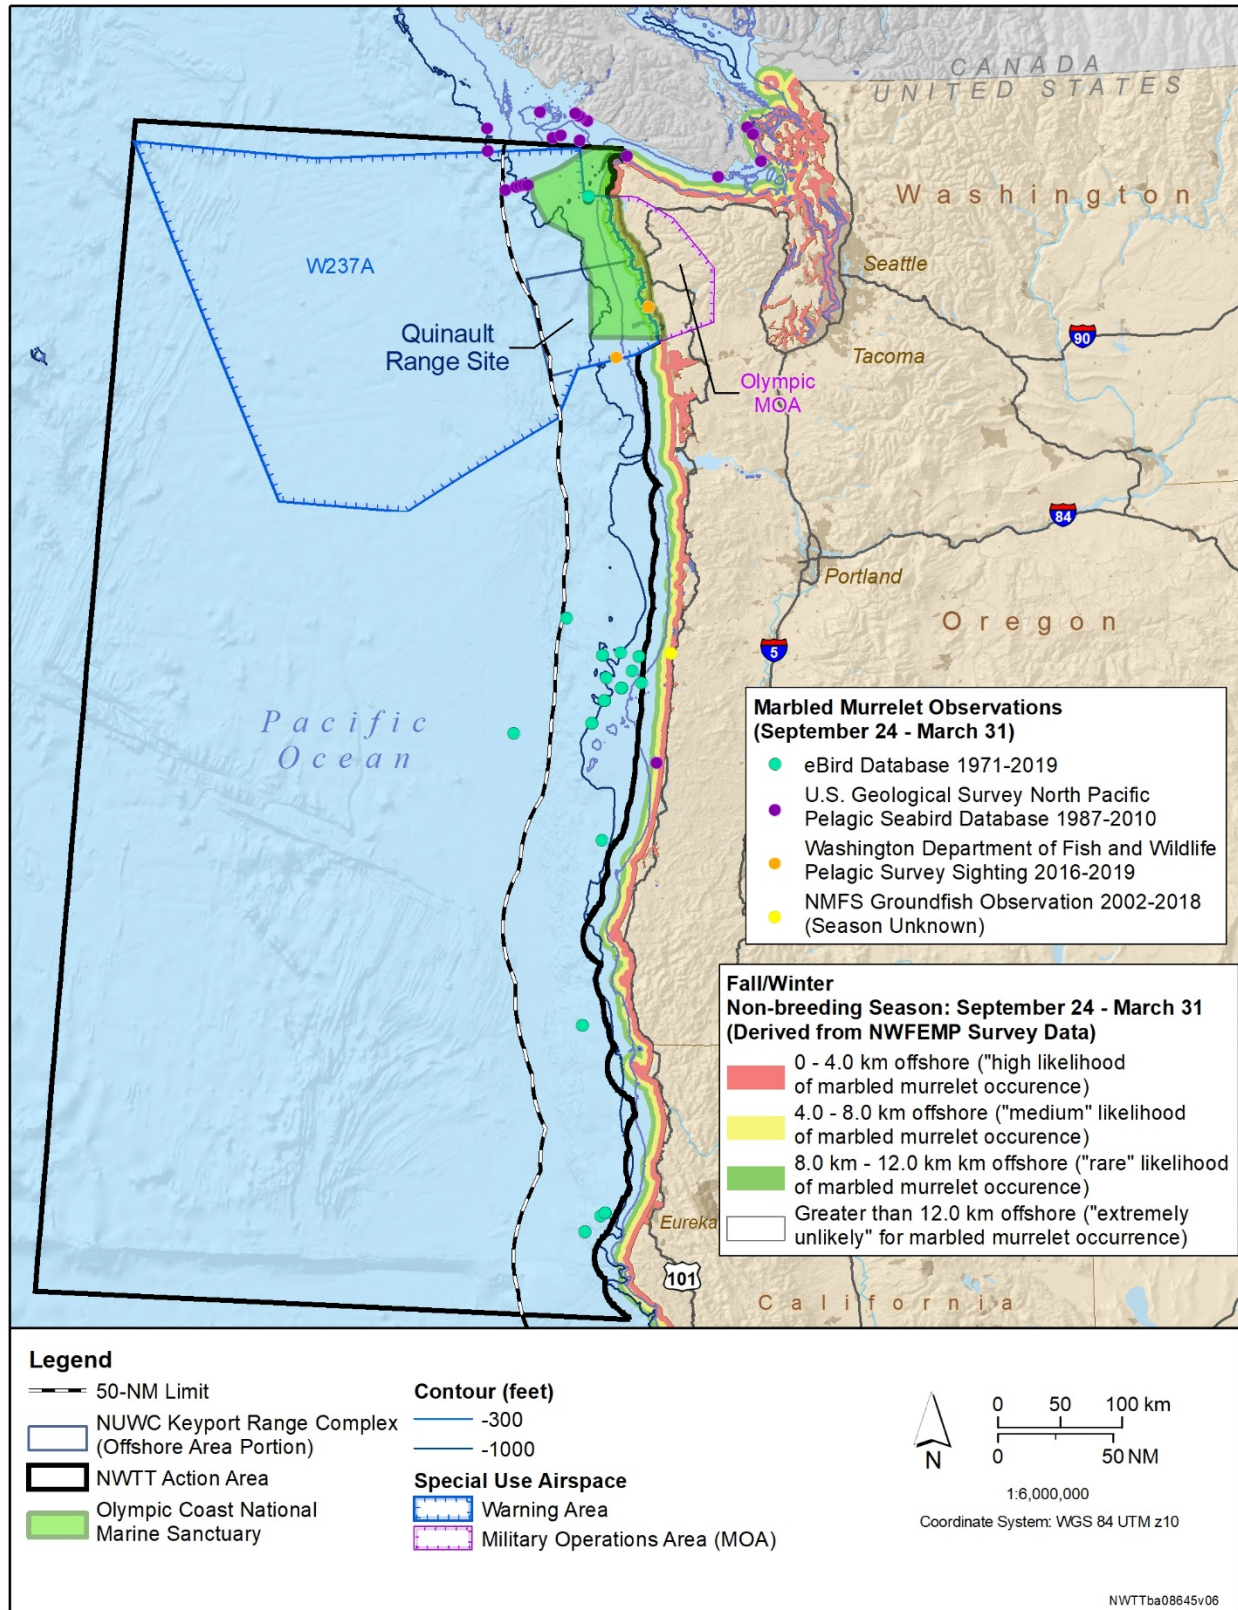 CANADA
UNITED STATES
Washington
W237A
Seattle
Quinault
Range Site
90
Tacoma
Olympic
MOA
84
Portland
Oregon
5
Pacific
Ocean
Marbled Murrelet Observations
(September 24 - March 31)
eBird Database 1971-2019
U.S. Geological Survey North Pacific
Pelagic Seabird Database 1987-2010
Washington Department of Fish and Wildlife
Pelagic Survey Sighting 2016-2019
NMFS Groundfish Observation 2002-2018
(Season Unknown)
Fall/Winter
Non-breeding Season: September 24 - March 31
(Derived from NWFEMP Survey Data)
0 - 4.0 km offshore ("high likelihood
of marbled murrelet occurence)
4.0 - 8.0 km offshore ("medium" likelihood
of marbled murrelet occurence)
8.0 km - 12.0 km km offshore ("rare" likelihood
of marbled murrelet occurence)
Greater than 12.0 km offshore ("extremely
unlikely" for marbled murrelet occurrence)
Eureka
101
California
Legend
50-NM Limit
NUWC Keyport Range Complex
(Offshore Area Portion)
NWTT Action Area
Olympic Coast National
Marine Sanctuary
Contour (feet)
-300
-1000
Special Use Airspace
Warning Area
Military Operations Area (MOA)
N
0 50 100 km
0 50 NM
1:6,000,000
Coordinate System: WGS 84 UTM z10
NWTTba08645v06